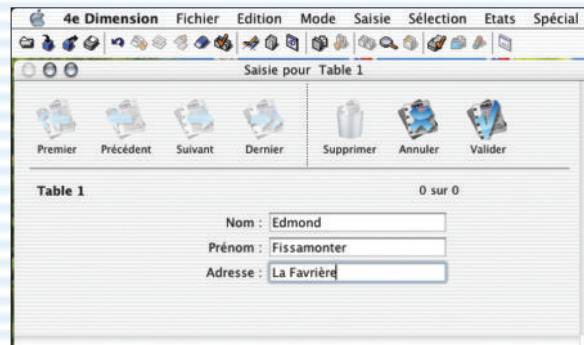 4e Dimension Fichier Edition Mode Saisie Sélection Etats Spécial
Saisie pour Table 1
Premier Précédent Suivant Dernier Supprimer Annuler Valider
Table 1 0 sur 0
Nom : Edmond
Prénom : Fissamonter
Adresse : La Favrière